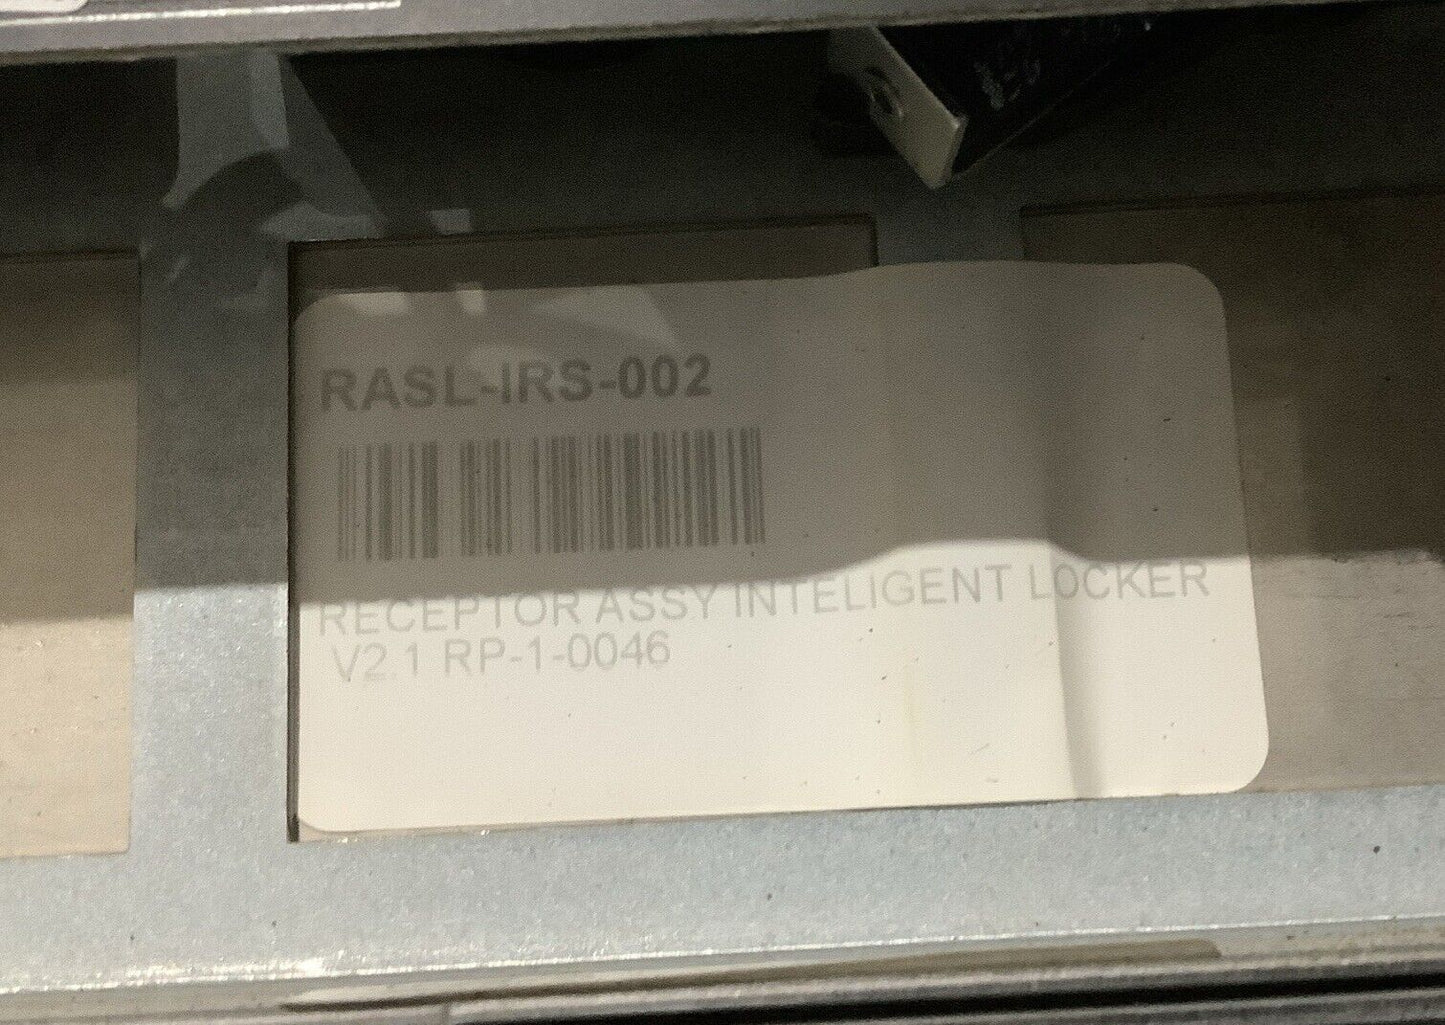 RASL-IRS-002
RECEPTOR ASSY INTELIGENT LOCKER
V2.1 RP-1-0046